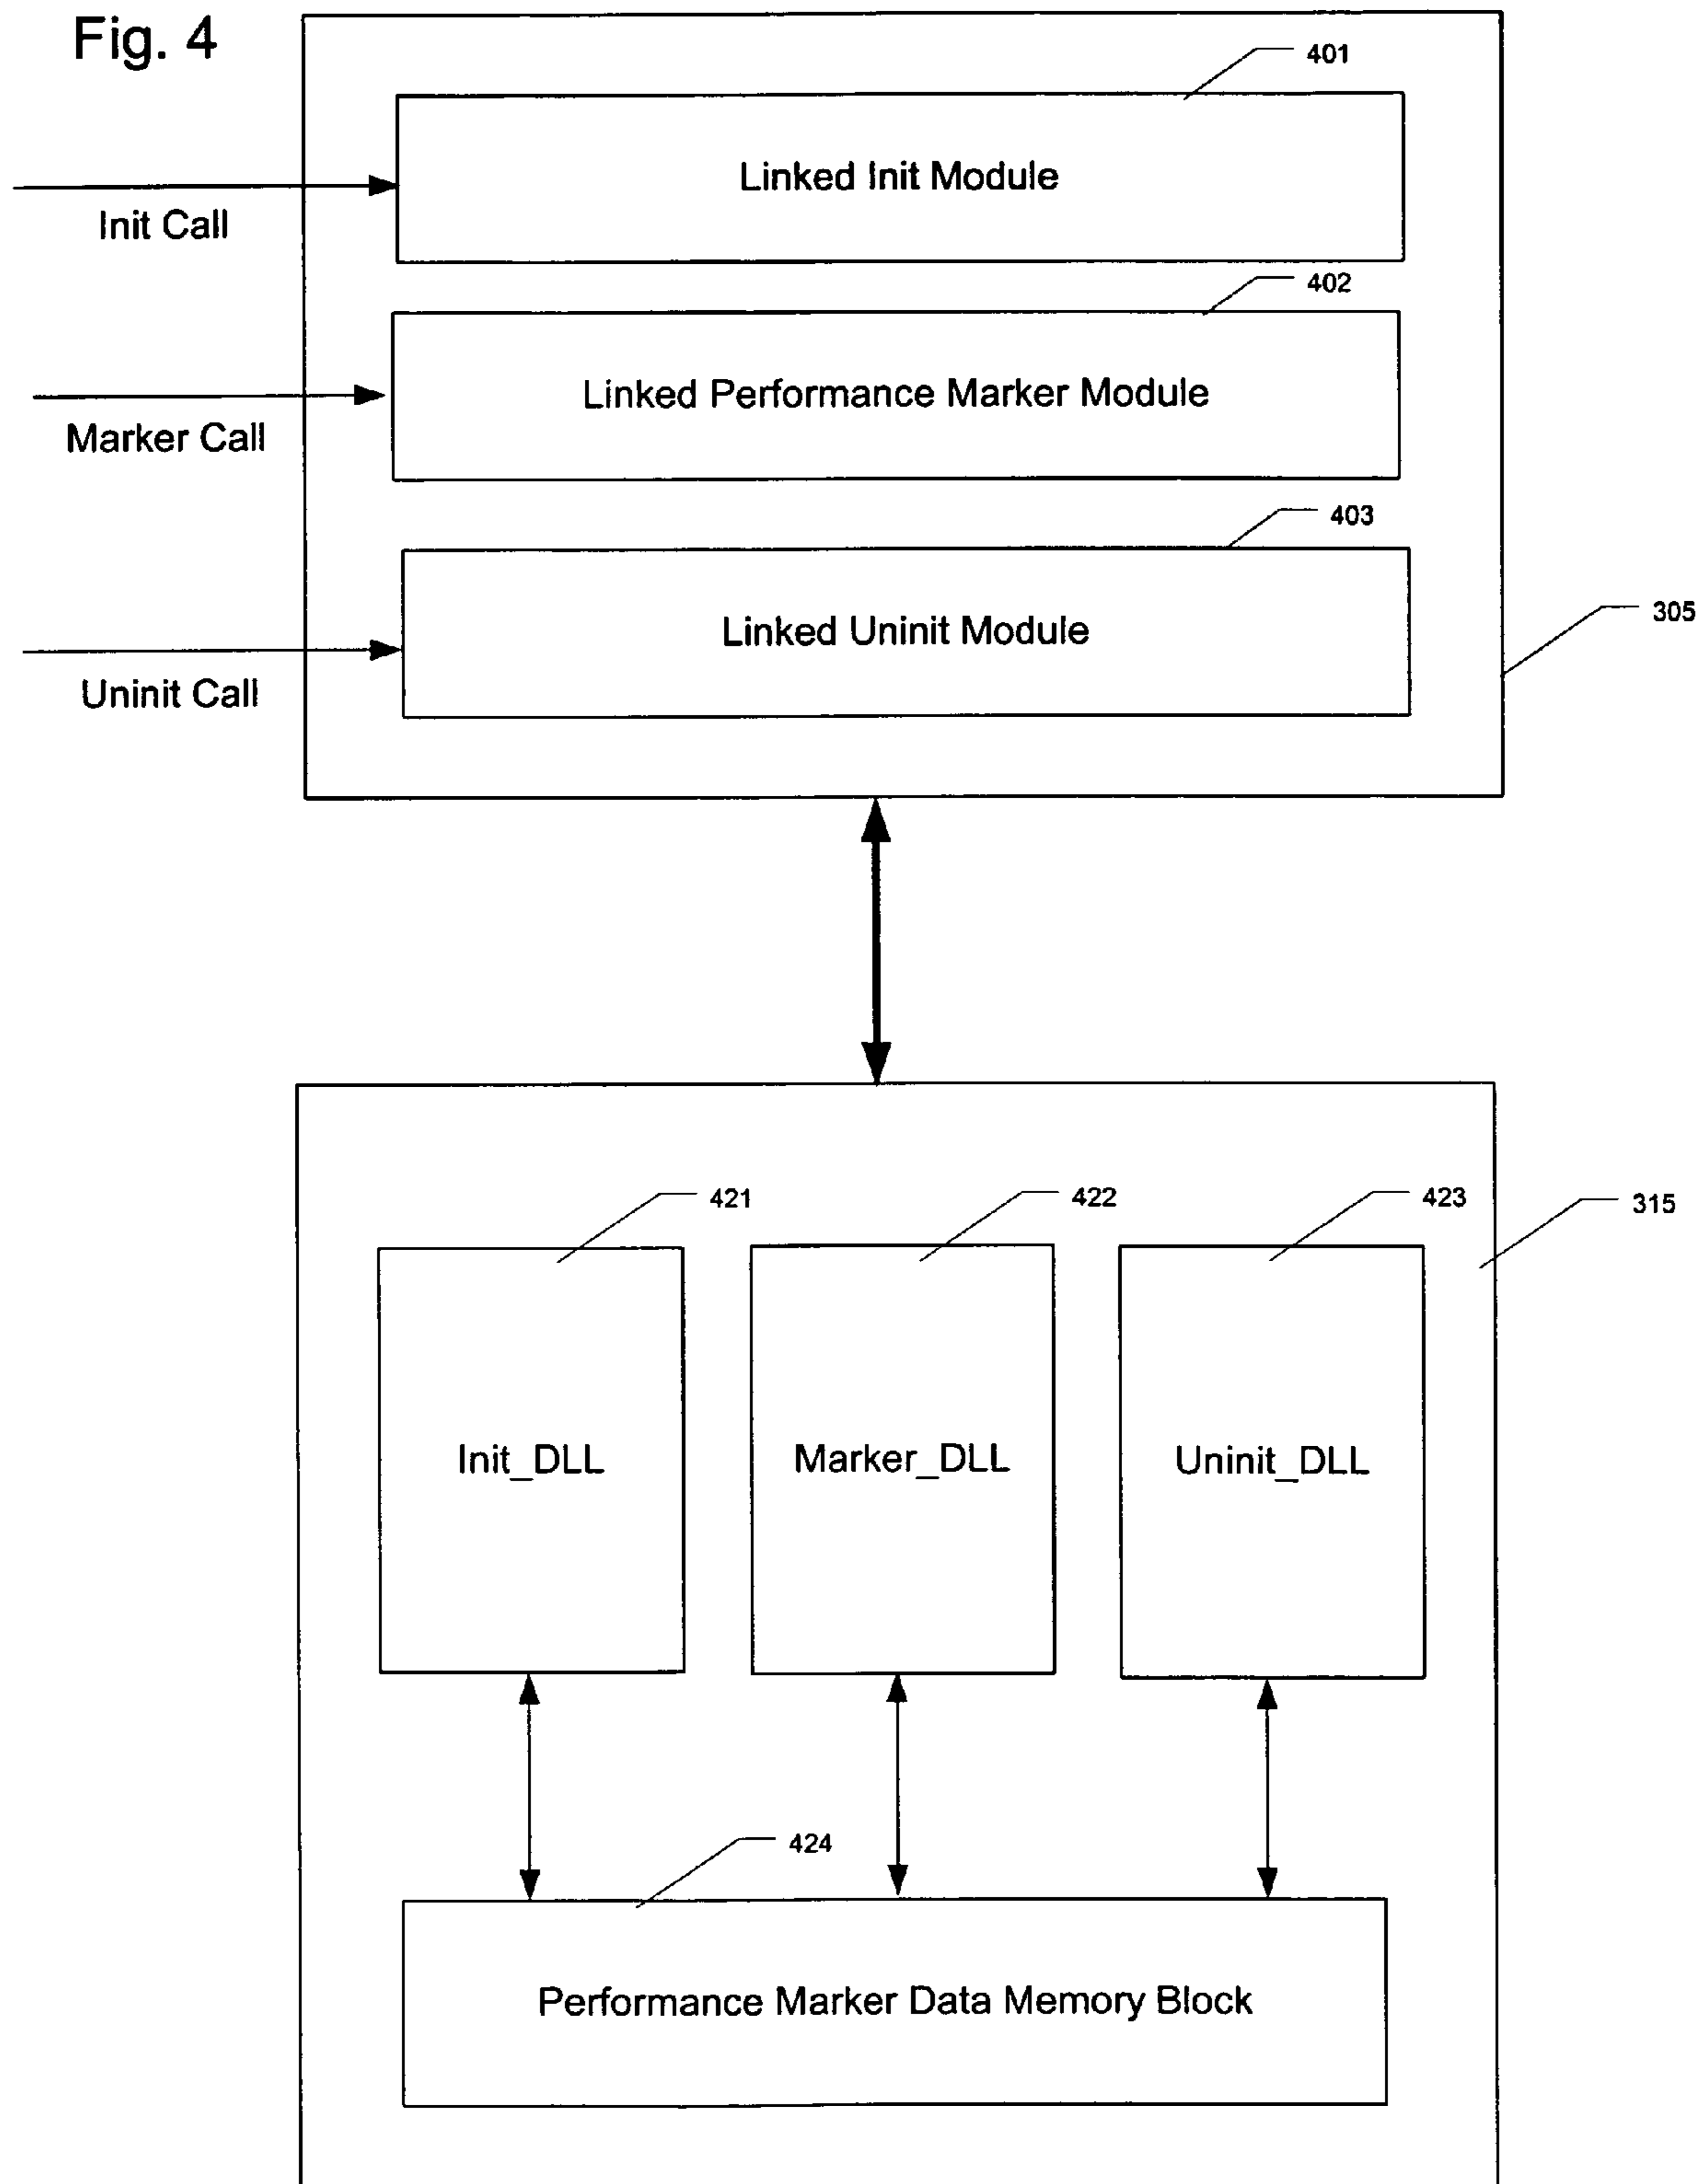 Fig. 4
401
Linked Init Module
Init Call
402
Linked Performance Marker Module
Marker Call
403
Linked Uninit Module
305
Uninit Call
421
422
423
315
Init_DLL
Marker_DLL
Uninit_DLL
424
Performance Marker Data Memory Block